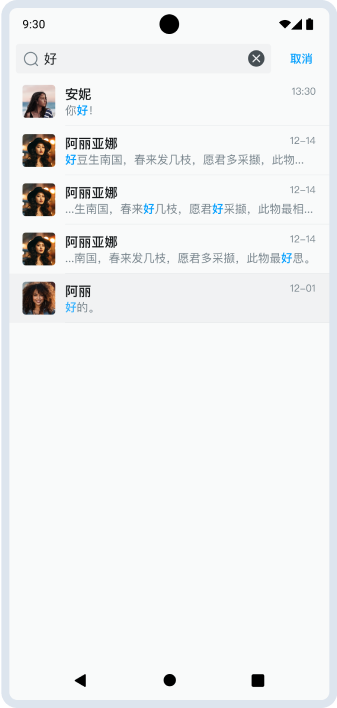 9:30
好
取消
安妮
13:30
你好！
阿丽亚娜
12-14
好豆生南国，春来发几枝，愿君多采撷，此物...
阿丽亚娜
12-14
...生南国，春来好几枝，愿君好采撷，此物最相...
阿丽亚娜
12-14
...南国，春来发几枝，愿君多采撷，此物最好思。
阿丽
12-01
好的。